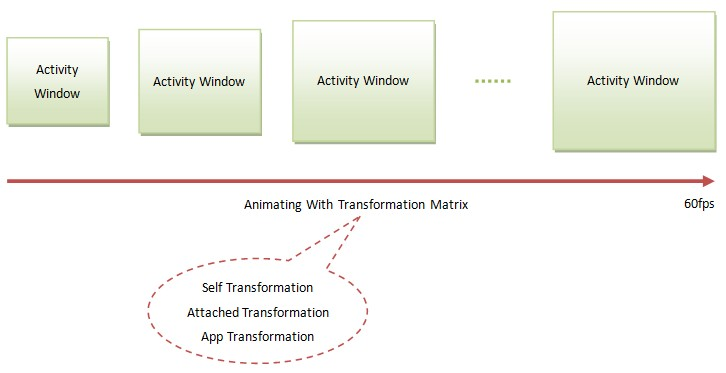 Activity
Window
Activity Window
Activity Window
Activity Window
Animating With Transformation Matrix
60fps
Self Transformation
Attached Transformation
App Transformation